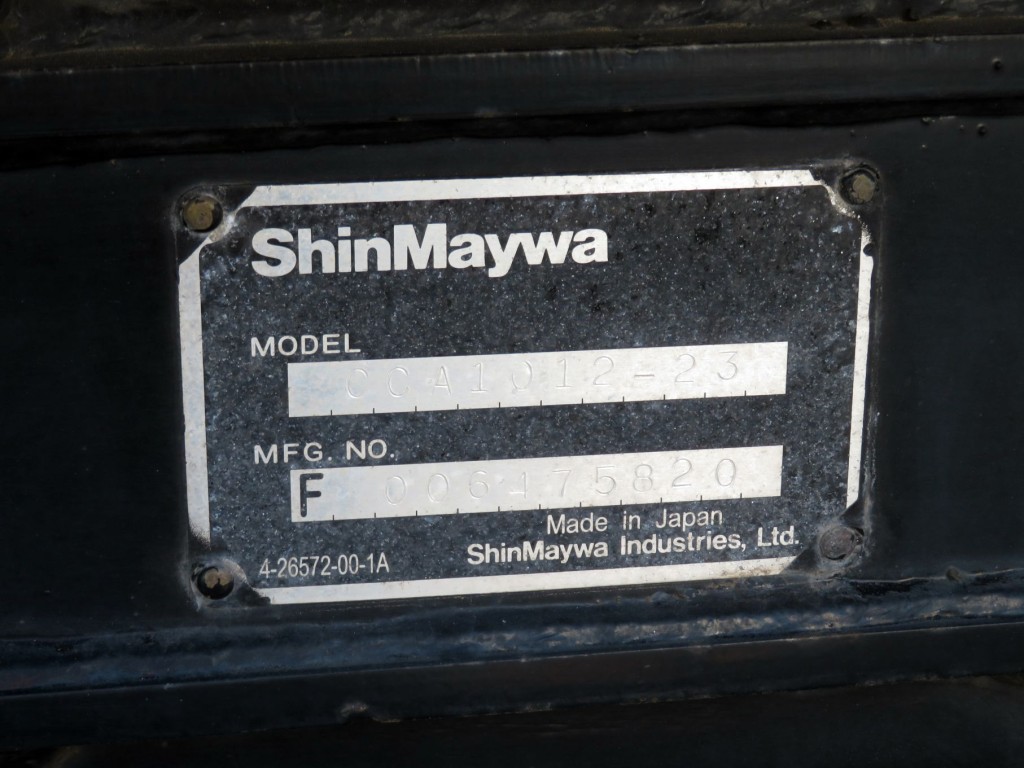 ShinMaywa
MODEL
CCA1012-23
MFG. NO.
F 006175820
Made in Japan
ShinMaywa Industries, Ltd.
4-26572-00-1A